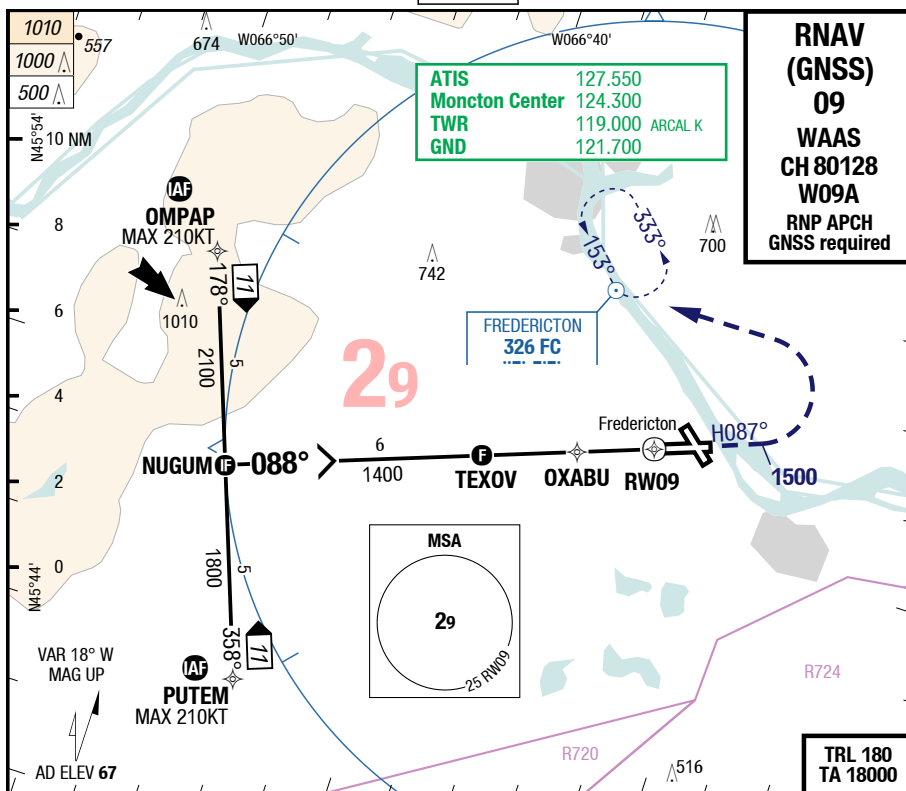 1010
1000
500
557
674
W066°50'
W066°40'
RNAV
(GNSS)
09
WAAS
CH 80128
W09A
RNP APCH
GNSS required
ATIS 127.550
Moncton Center 124.300
TWR 119.000 ARCAL K
GND 121.700
N45°54'
10 NM
8
6
4
2
0
N45°44'
IAF
OMPAP
MAX 210KT
178°
11
1010
2100
5
742
29
700
333°
153°
FREDERICTON
326 FC
NUGUM IF 088°
6
1400
F
TEXOV
OXABU
Fredericton
RW09
H087°
1500
1800
5
358°
11
IAF
PUTEM
MAX 210KT
MSA
29
25 RW09
VAR 18° W
MAG UP
AD ELEV 67
R724
R720
516
TRL 180
TA 18000